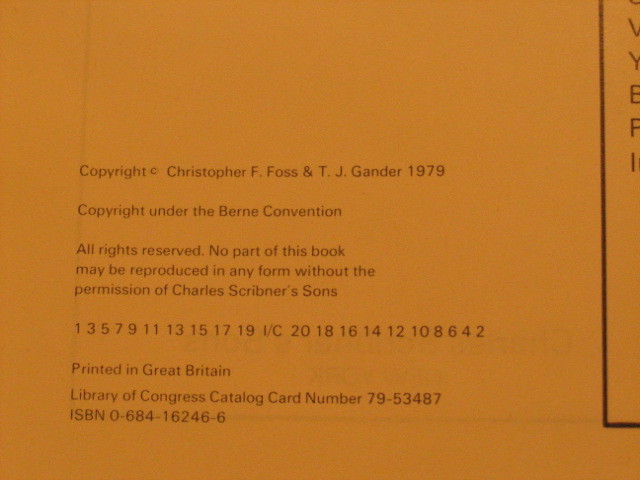 Copyright © Christopher F. Foss & T. J. Gander 1979
Copyright under the Berne Convention
All rights reserved. No part of this book
may be reproduced in any form without the
permission of Charles Scribner's Sons
1 3 5 7 9 11 13 15 17 19 I/C 20 18 16 14 12 10 8 6 4 2
Printed in Great Britain
Library of Congress Catalog Card Number 79-53487
ISBN 0-684-16246-6
V
Y
B
P